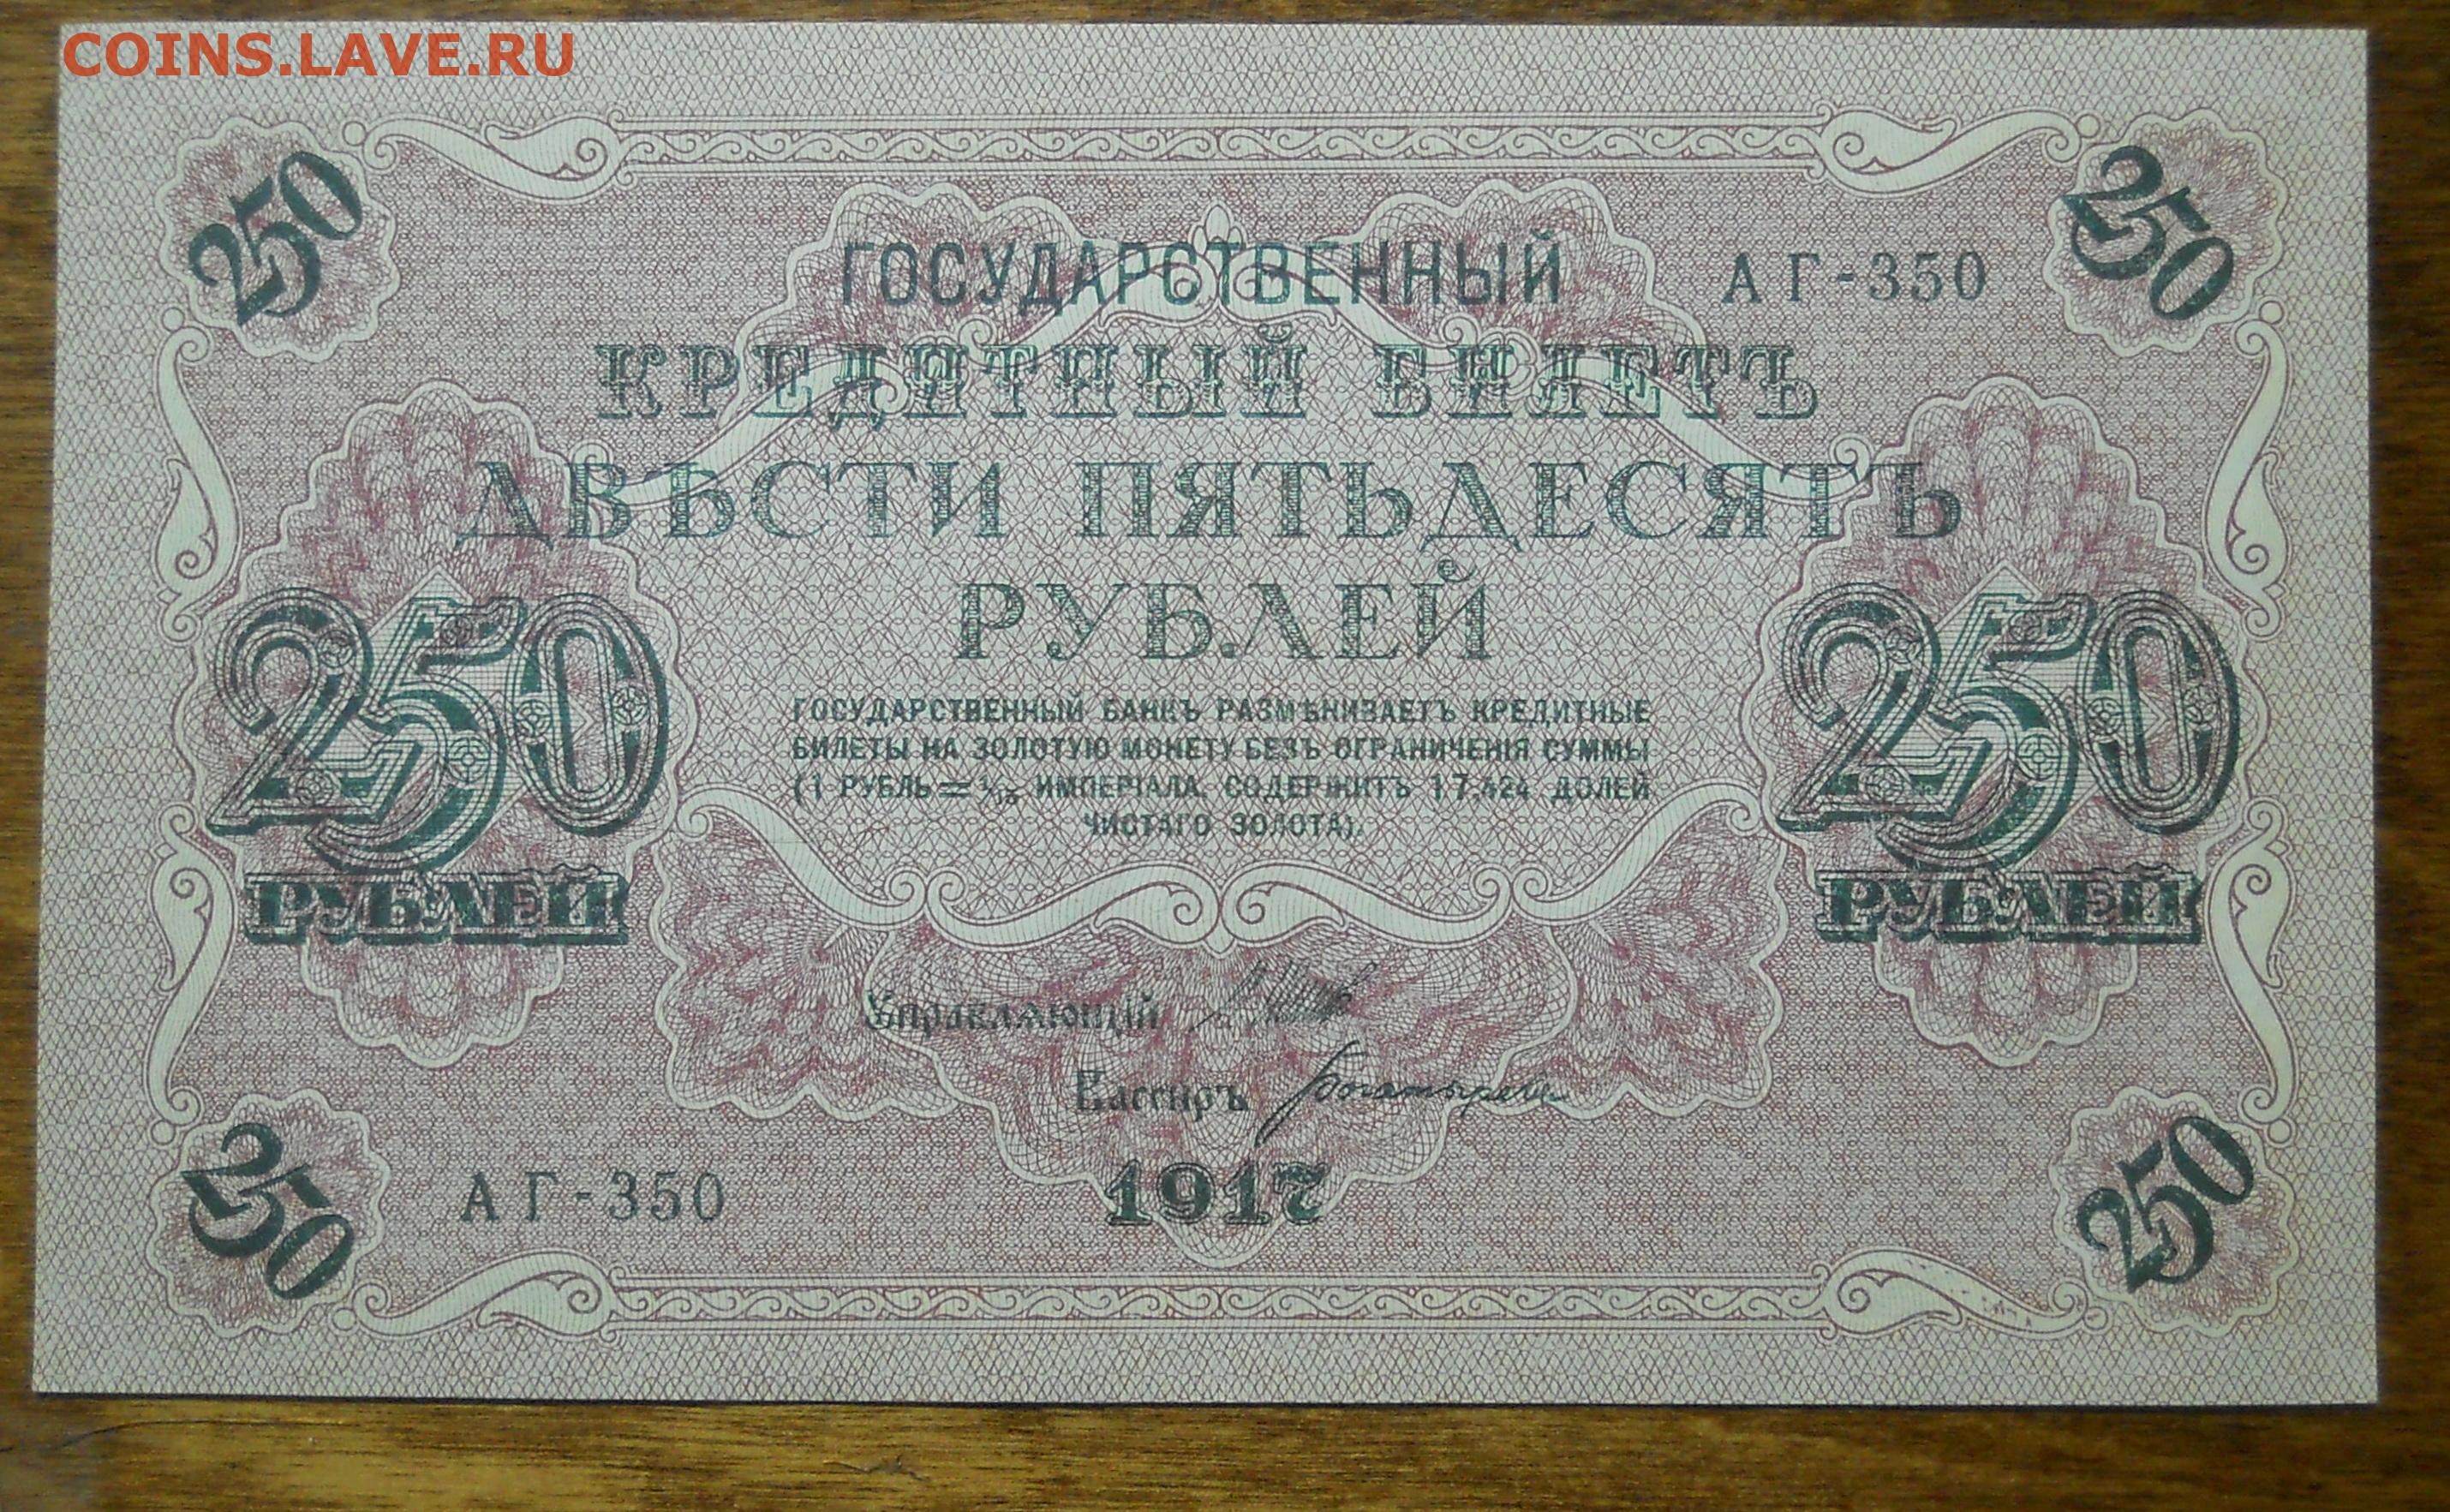 COINS.LAVE.RU
250
250
ГОСУДАРСТВЕННЫЙ
АГ-350
КРЕДИТНЫЙ БИЛЕТЪ
ДВѢСТИ ПЯТЬДЕСЯТЪ
РУБЛЕЙ
250
РУБЛЕЙ
250
РУБЛЕЙ
ГОСУДАРСТВЕННЫЙ БАНКЪ РАЗМѢНИВАЕТЪ КРЕДИТНЫЕ
БИЛЕТЫ НА ЗОЛОТУЮ МОНЕТУ БЕЗЪ ОГРАНИЧЕНІЯ СУММЫ
(1 РУБЛЬ = 1/15 ИМПЕРІАЛА, СОДЕРЖИТЪ 17,424 ДОЛЕЙ
ЧИСТАГО ЗОЛОТА).
Управляющій
Кассиръ
АГ-350
1917
250
250